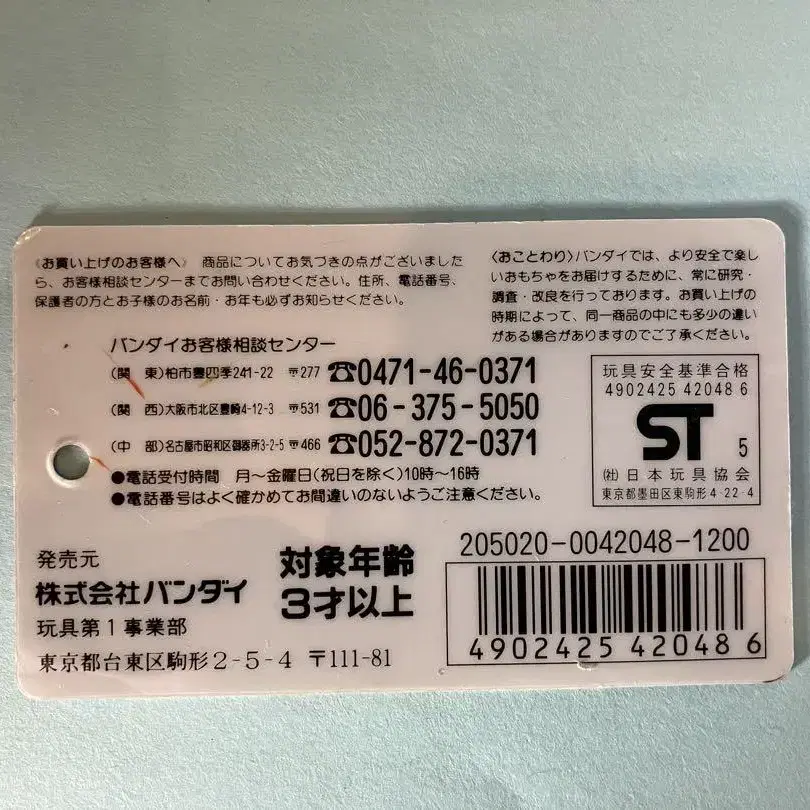 〈お買い上げのお客様へ〉 商品についてお気づきの点がございました
ら、お客様相談センターまでお問い合わせください。住所、電話番号、
保護者の方とお子様のお名前・お年も必ずお知らせください。
〈おことわり〉バンダイでは、より安全で楽し
いおもちゃをお届けするために、常に研究・
調査・改良を行っております。お買い上げの
時期によって、同一商品の中にも多少の違い
がある場合がありますのでご了承ください。
バンダイお客様相談センター
(関 東)柏市豊四季241-22 〒277 ☎0471-46-0371
(関 西)大阪市北区豊崎4-12-3 〒531 ☎06-375-5050
(中 部)名古屋市昭和区御器所3-2-5 〒466 ☎052-872-0371
●電話受付時間 月〜金曜日(祝日を除く)10時〜16時
●電話番号はよく確かめてお間違いのないようご注意ください。
玩具安全基準合格
4902425 42048 6
ST 5
(社)日本玩具協会
東京都墨田区東駒形4-22-4
発売元
株式会社バンダイ
玩具第1事業部
東京都台東区駒形2-5-4 〒111-81
対象年齢
3才以上
205020-0042048-1200
4902425 420486